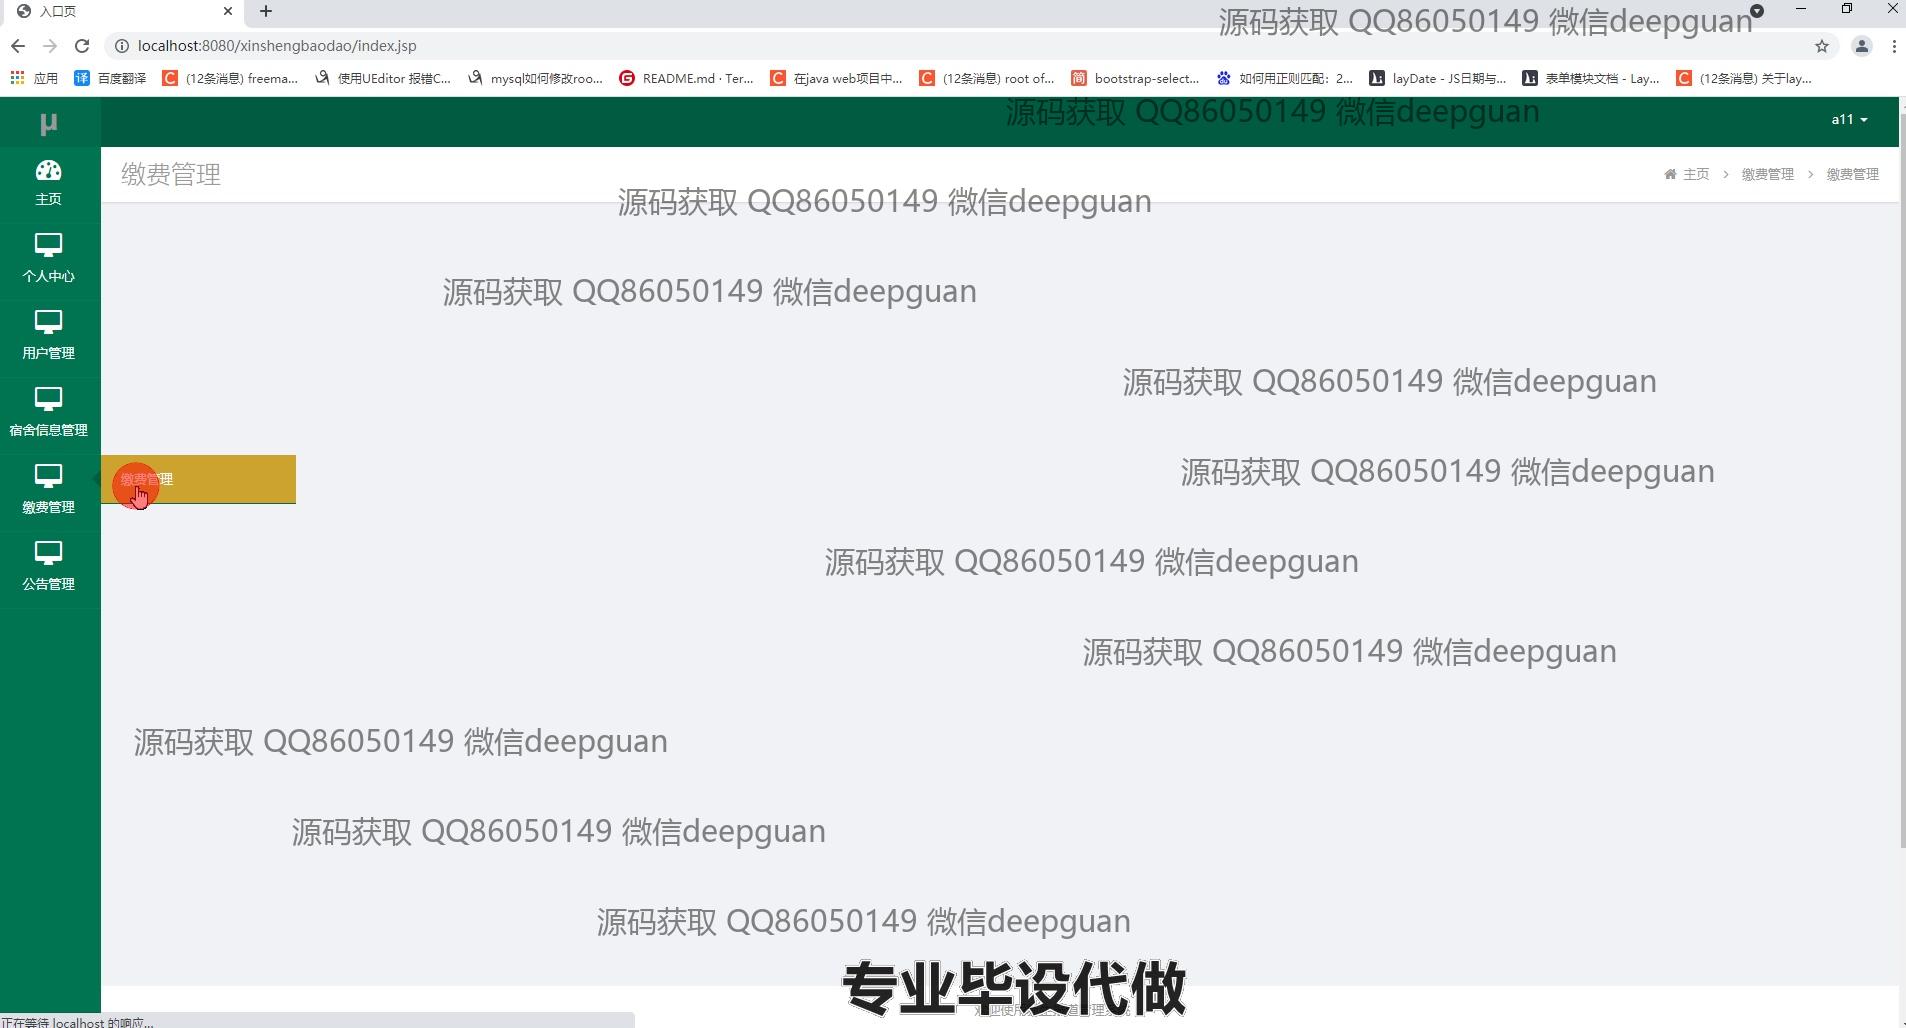 入口页
源码获取 QQ86050149 微信deepguan
localhost:8080/xinshengbaodao/index.jsp
应用 百度翻译 (12条消息) freema... 使用UEditor 报错C... mysql如何修改roo... README.md · Ter... 在java web项目中... (12条消息) root of... bootstrap-select... 如何用正则匹配：2... layDate - JS日期与... 表单模块文档 - Lay... (12条消息) 关于lay...
源码获取 QQ86050149 微信deepguan
μ
a11
缴费管理
主页 > 缴费管理 > 缴费管理
主页
源码获取 QQ86050149 微信deepguan
个人中心
源码获取 QQ86050149 微信deepguan
用户管理
源码获取 QQ86050149 微信deepguan
宿舍信息管理
源码获取 QQ86050149 微信deepguan
缴费管理
缴费管理
源码获取 QQ86050149 微信deepguan
公告管理
源码获取 QQ86050149 微信deepguan
源码获取 QQ86050149 微信deepguan
源码获取 QQ86050149 微信deepguan
源码获取 QQ86050149 微信deepguan
专业毕设代做
正在等待 localhost 的响应...